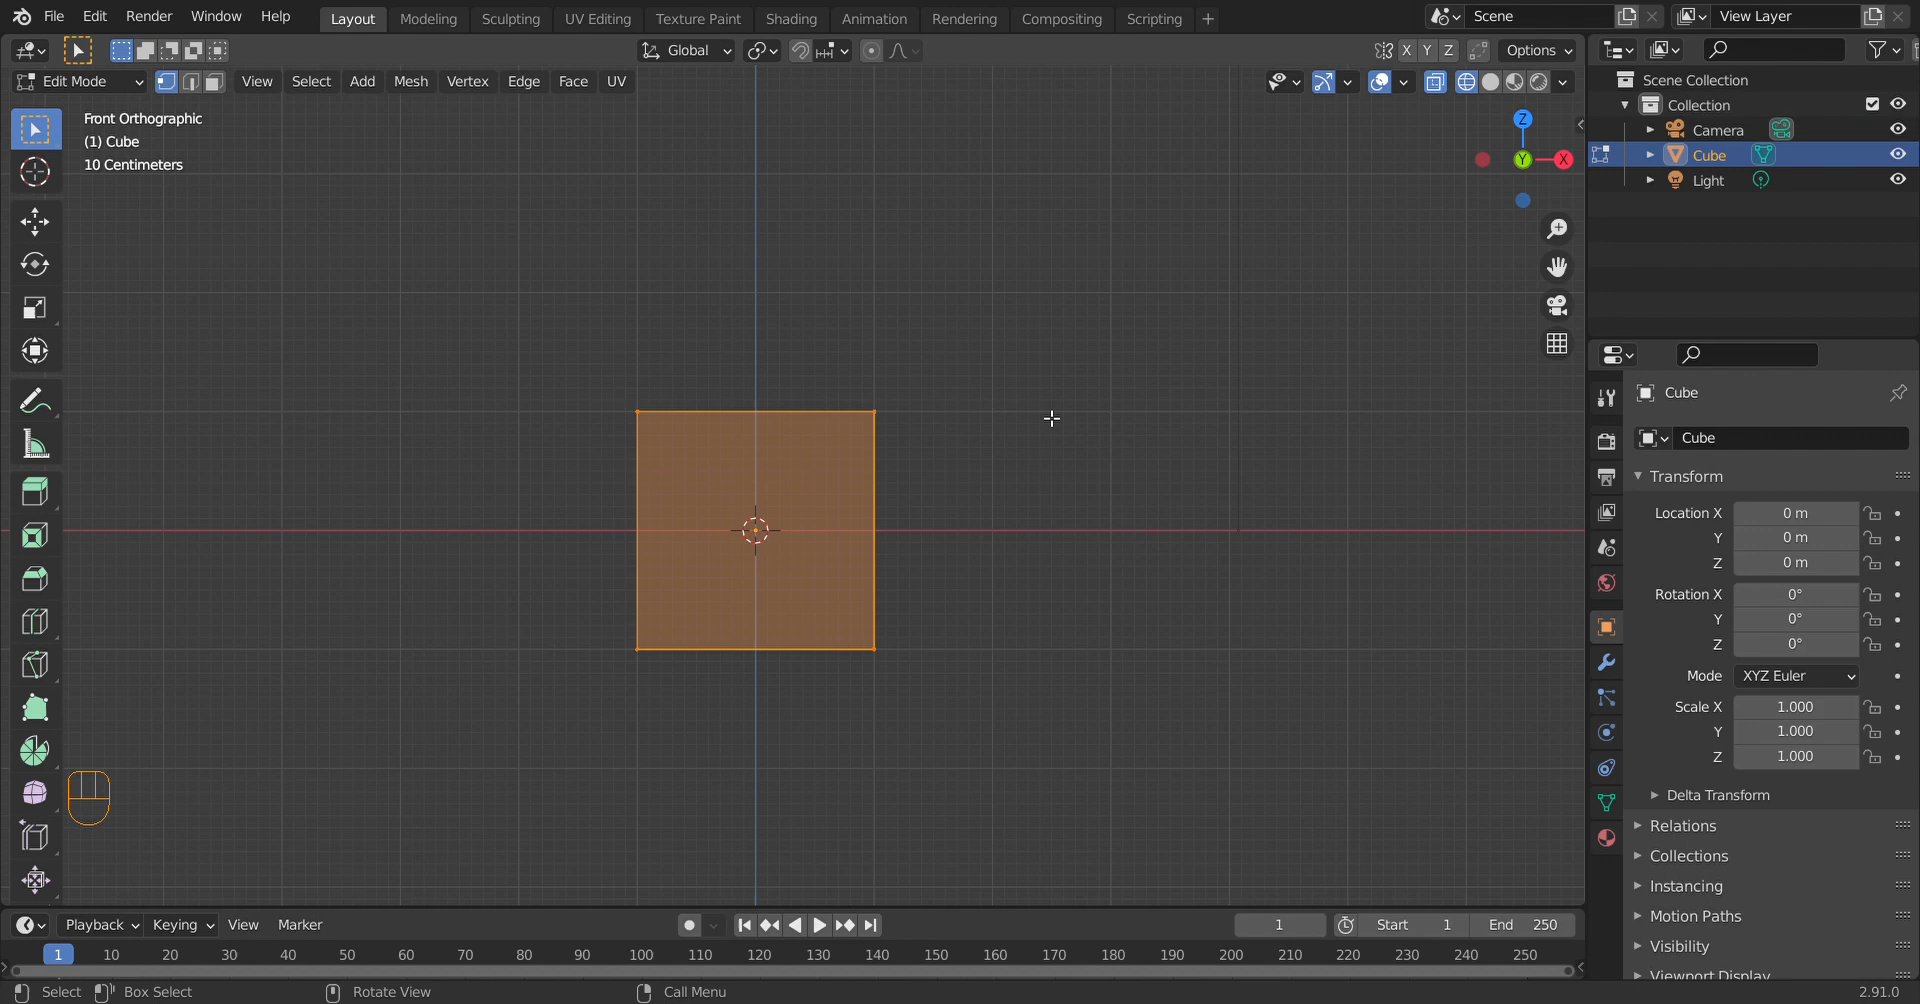 File Edit Render Window Help Layout Modeling Sculpting UV Editing Texture Paint Shading Animation Rendering Compositing Scripting + Scene View Layer
Global X Y Z Options
Edit Mode View Select Add Mesh Vertex Edge Face UV
Front Orthographic
(1) Cube
10 Centimeters
Z
Y
X
Scene Collection
Collection
Camera
Cube
Light
Cube
Cube
Transform
Location X 0 m
Y 0 m
Z 0 m
Rotation X 0°
Y 0°
Z 0°
Mode XYZ Euler
Scale X 1.000
Y 1.000
Z 1.000
Delta Transform
Relations
Collections
Instancing
Motion Paths
Visibility
Viewport Display
Playback Keying View Marker 1 Start 1 End 250
1 10 20 30 40 50 60 70 80 90 100 110 120 130 140 150 160 170 180 190 200 210 220 230 240 250
Select Box Select Rotate View Call Menu 2.91.0